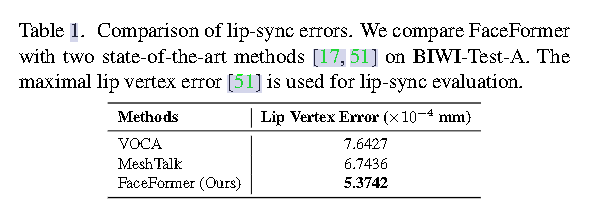 Table 1. Comparison of lip-sync errors. We compare FaceFormer
with two state-of-the-art methods [17, 51] on BIWI-Test-A. The
maximal lip vertex error [51] is used for lip-sync evaluation.
Methods Lip Vertex Error (×10⁻⁴ mm)
VOCA 7.6427
MeshTalk 6.7436
FaceFormer (Ours) 5.3742